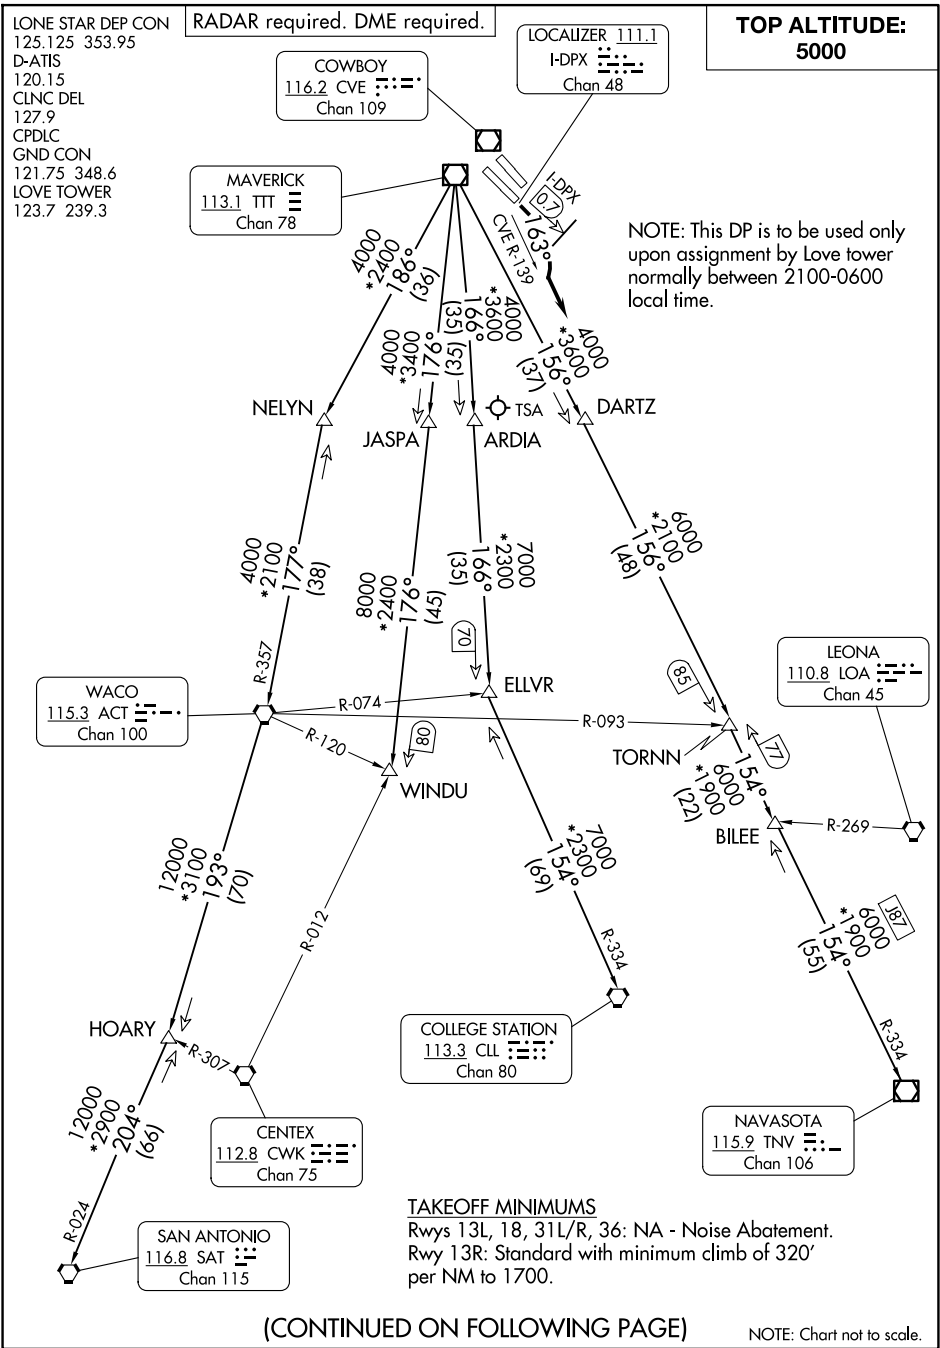 LONE STAR DEP CON
125.125 353.95
D-ATIS
120.15
CLNC DEL
127.9
CPDLC
GND CON
121.75 348.6
LOVE TOWER
123.7 239.3
RADAR required. DME required.
TOP ALTITUDE:
5000
LOCALIZER 111.1
I-DPX
Chan 48
COWBOY
116.2 CVE
Chan 109
MAVERICK
113.1 TTT
Chan 78
I-DPX
0.7
163°
CVE R-139
NOTE: This DP is to be used only
upon assignment by Love tower
normally between 2100-0600
local time.
4000
*2400
186°
(36)
4000
*3400
176°
(35)
4000
*3600
166°
(35)
4000
*3600
156°
(37)
NELYN
JASPA
ARDIA
TSA
DARTZ
4000
*2100
177°
(38)
R-357
8000
*2400
176°
(45)
7000
*2300
166°
(35)
70
6000
*2100
156°
(48)
85
WACO
115.3 ACT
Chan 100
R-074
ELLVR
R-093
R-120
80
WINDU
TORNN
77
LEONA
110.8 LOA
Chan 45
154°
6000
*1900
(22)
BILEE
R-269
12000
*3100
193°
(70)
R-012
7000
*2300
154°
(69)
R-334
J87
6000
*1900
154°
(55)
R-334
HOARY
R-307
COLLEGE STATION
113.3 CLL
Chan 80
CENTEX
112.8 CWK
Chan 75
NAVASOTA
115.9 TNV
Chan 106
12000
*2900
204°
(66)
R-024
SAN ANTONIO
116.8 SAT
Chan 115
TAKEOFF MINIMUMS
Rwys 13L, 18, 31L/R, 36: NA - Noise Abatement.
Rwy 13R: Standard with minimum climb of 320'
per NM to 1700.
(CONTINUED ON FOLLOWING PAGE)
NOTE: Chart not to scale.